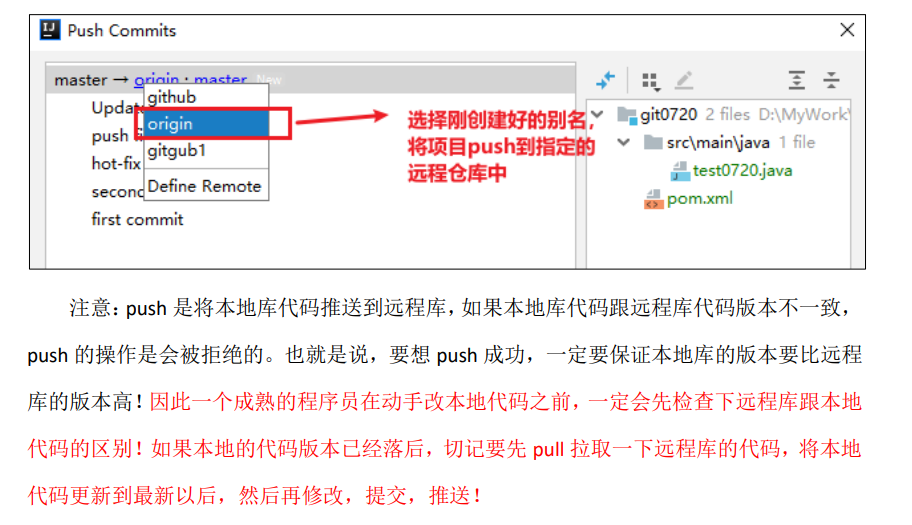 Push Commits
master → origin : master New
github
origin
gitgub1
Define Remote
push
hot-fix
second
first commit
选择刚创建好的别名，
将项目push到指定的
远程仓库中
git0720 2 files D:\MyWork\
src\main\java 1 file
test0720.java
pom.xml
注意：push 是将本地库代码推送到远程库，如果本地库代码跟远程库代码版本不一致，
push 的操作是会被拒绝的。也就是说，要想 push 成功，一定要保证本地库的版本要比远程
库的版本高！因此一个成熟的程序员在动手改本地代码之前，一定会先检查下远程库跟本地
代码的区别！如果本地的代码版本已经落后，切记要先 pull 拉取一下远程库的代码，将本地
代码更新到最新以后，然后再修改，提交，推送！